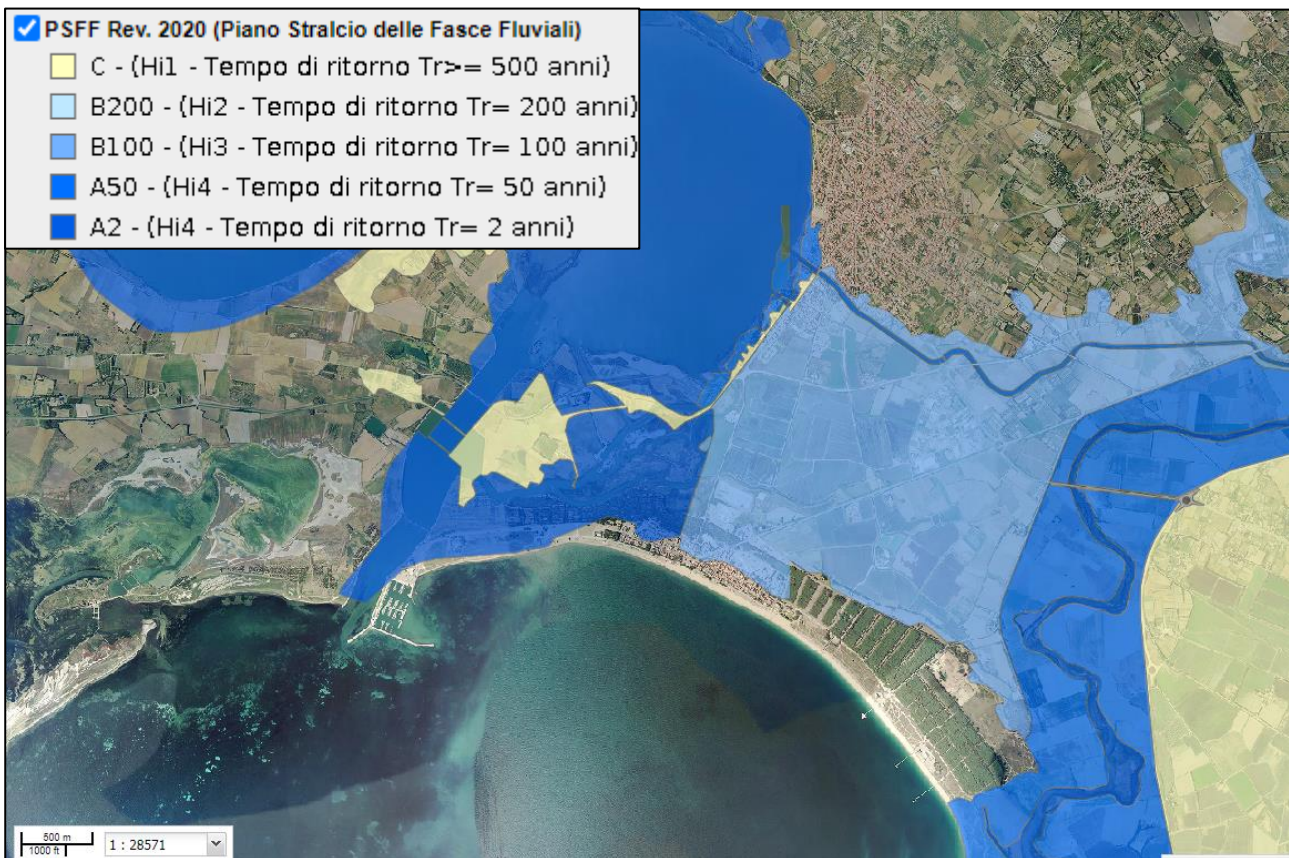 PSFF Rev. 2020 (Piano Stralcio delle Fasce Fluviali)
C - {Hi1 - Tempo di ritorno Tr>= 500 anni}
B200 - {Hi2 - Tempo di ritorno Tr= 200 anni}
B100 - {Hi3 - Tempo di ritorno Tr= 100 anni}
A50 - {Hi4 - Tempo di ritorno Tr= 50 anni}
A2 - {Hi4 - Tempo di ritorno Tr= 2 anni}
500 m
1000 ft
1 : 28571